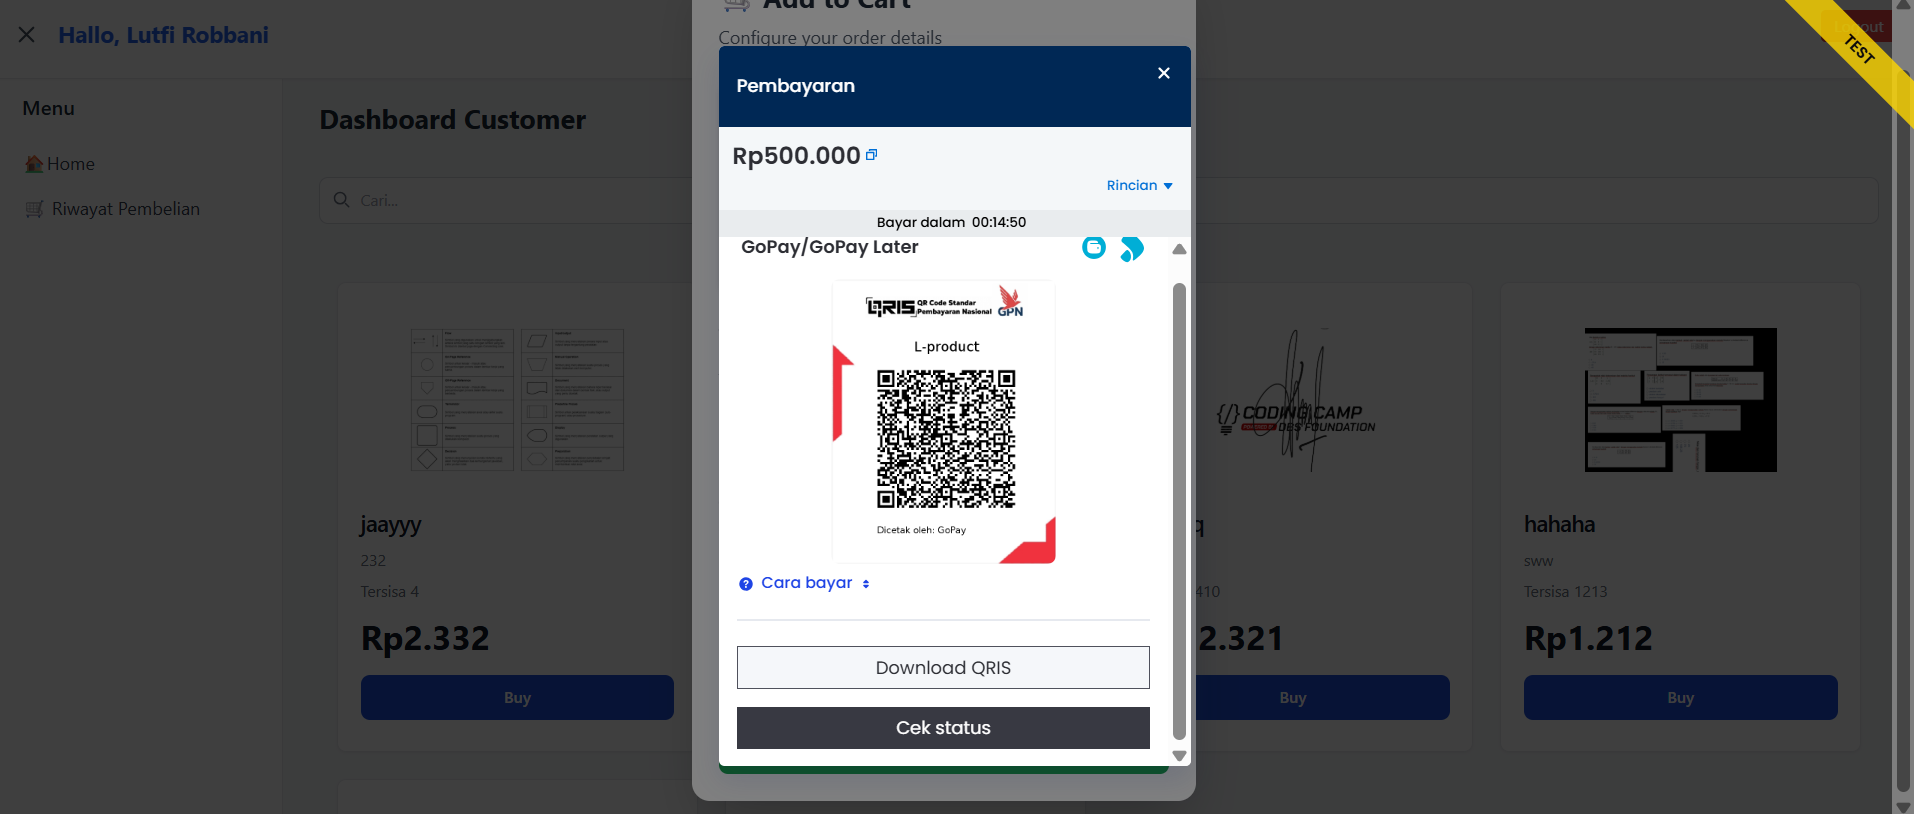 Add to Cart
Configure your order details
Hallo, Lutfi Robbani
Logout
TEST
Menu
Home
Riwayat Pembelian
Dashboard Customer
Cari...
Pembayaran
Rp500.000
Rincian
Bayar dalam 00:14:50
GoPay/GoPay Later
QRIS QR Code Standar
Pembayaran Nasional
GPN
L-product
Dicetak oleh: GoPay
Cara bayar
Download QRIS
Cek status
jaayyy
232
Tersisa 4
Rp2.332
Buy
CODING CAMP
DBS FOUNDATION
q
410
2.321
Buy
hahaha
sww
Tersisa 1213
Rp1.212
Buy